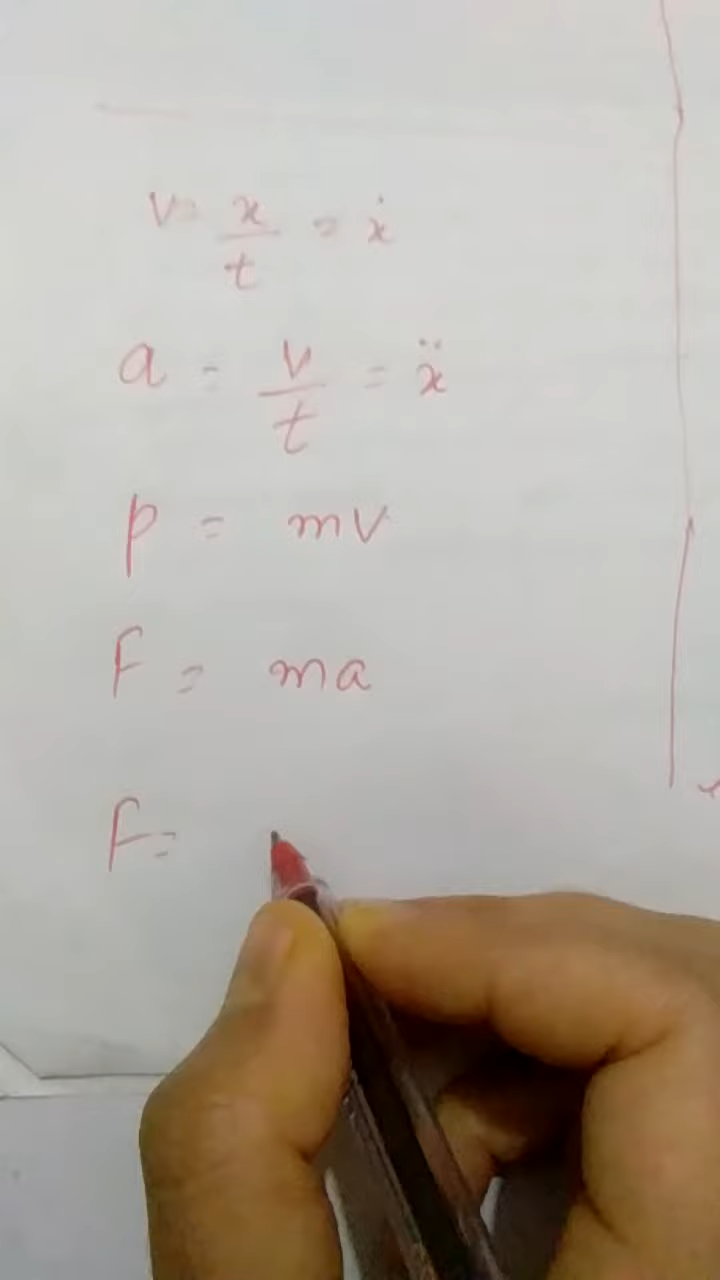 v = x/t = ẋ
a = v/t = ẍ
p = mv
F = ma
F =